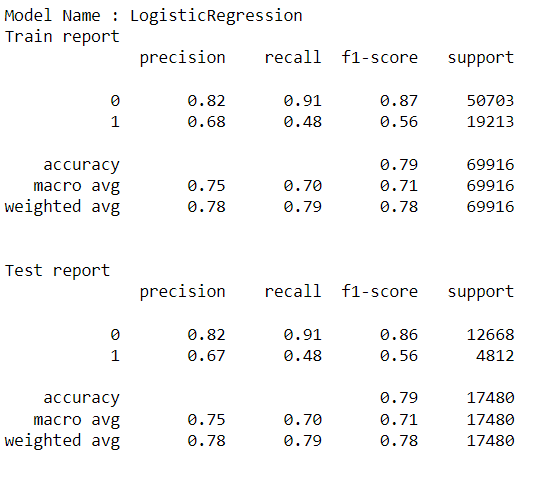 Model Name : LogisticRegression
Train report
precision recall f1-score support
0 0.82 0.91 0.87 50703
1 0.68 0.48 0.56 19213
accuracy 0.79 69916
macro avg 0.75 0.70 0.71 69916
weighted avg 0.78 0.79 0.78 69916
Test report
precision recall f1-score support
0 0.82 0.91 0.86 12668
1 0.67 0.48 0.56 4812
accuracy 0.79 17480
macro avg 0.75 0.70 0.71 17480
weighted avg 0.78 0.79 0.78 17480